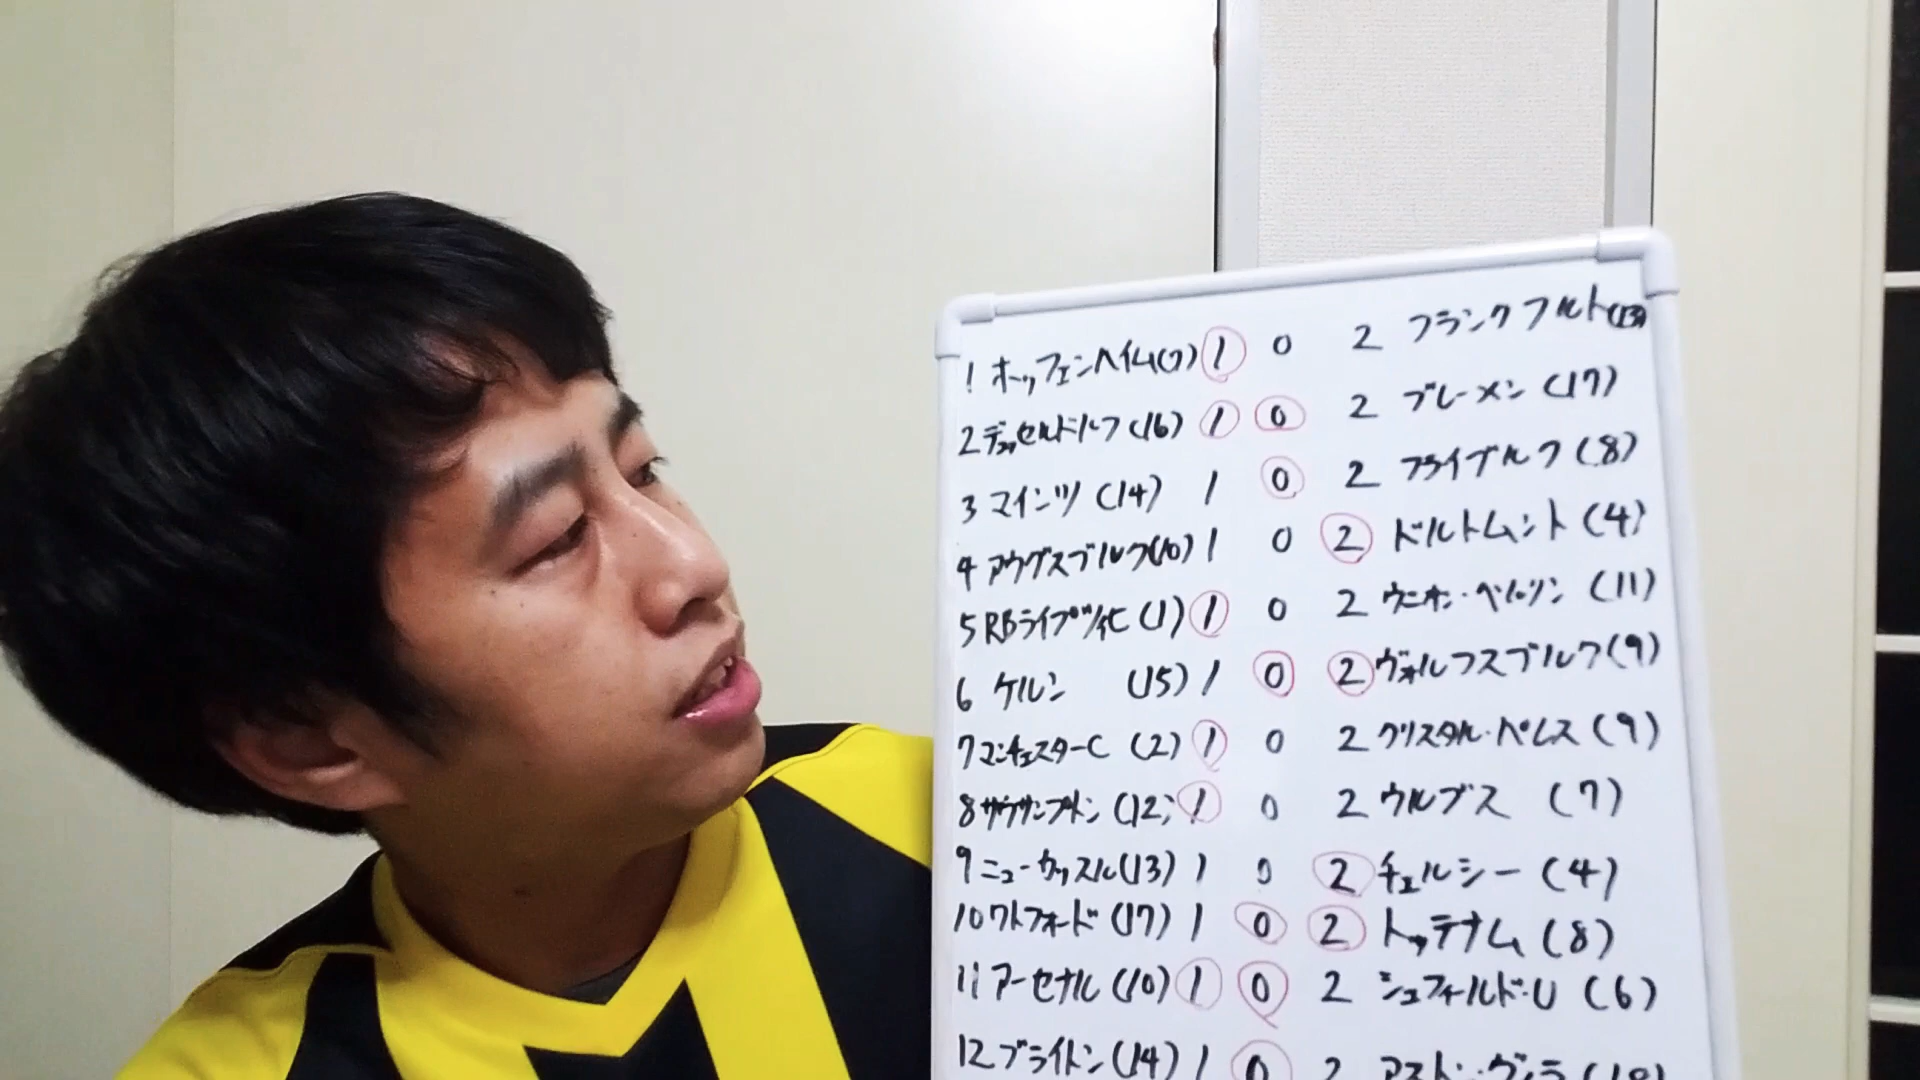 1 ホッフェンハイム(7) 1 0 2 フランクフルト(13)
2 デュッセルドルフ(16) 1 0 2 ブレーメン(17)
3 マインツ(14) 1 0 2 フライブルク(8)
4 アウグスブルク(10) 1 0 2 ドルトムント(4)
5 RBライプツィヒ(1) 1 0 2 ウニオン・ベルリン(11)
6 ケルン (15) 1 0 2 ヴォルフスブルク(9)
7 マンチェスターC (2) 1 0 2 クリスタル・パレス(9)
8 サウサンプトン(12) 1 0 2 ウルブス (7)
9 ニューカッスル(13) 1 0 2 チェルシー(4)
10 ワトフォード(17) 1 0 2 トッテナム(8)
11 アーセナル(10) 1 0 2 シェフィールド・U(6)
12 ブライトン(14) 1 0 2 アストン・ヴィラ